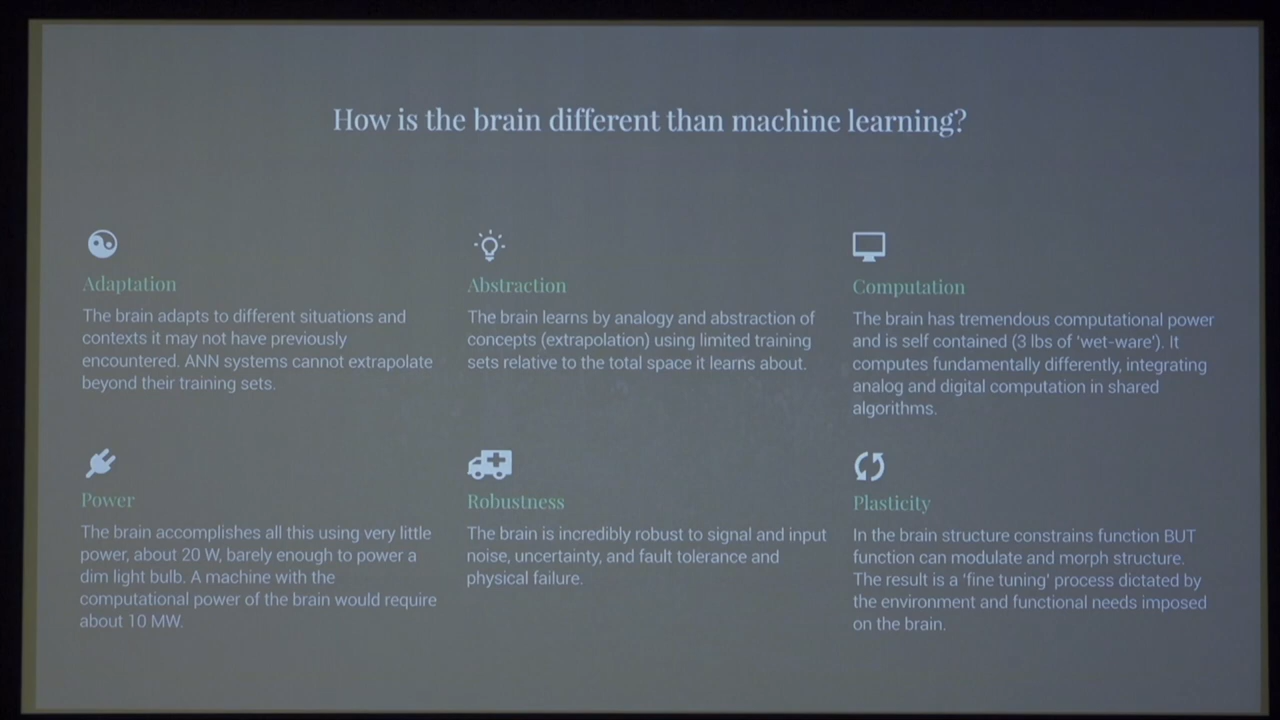 How is the brain different than machine learning?
Adaptation
The brain adapts to different situations and
contexts it may not have previously
encountered. ANN systems cannot extrapolate
beyond their training sets.
Abstraction
The brain learns by analogy and abstraction of
concepts (extrapolation) using limited training
sets relative to the total space it learns about.
Computation
The brain has tremendous computational power
and is self contained (3 lbs of 'wet-ware'). It
computes fundamentally differently, integrating
analog and digital computation in shared
algorithms.
Power
The brain accomplishes all this using very little
power, about 20 W, barely enough to power a
dim light bulb. A machine with the
computational power of the brain would require
about 10 MW.
Robustness
The brain is incredibly robust to signal and input
noise, uncertainty, and fault tolerance and
physical failure.
Plasticity
In the brain structure constrains function BUT
function can modulate and morph structure.
The result is a 'fine tuning' process dictated by
the environment and functional needs imposed
on the brain.